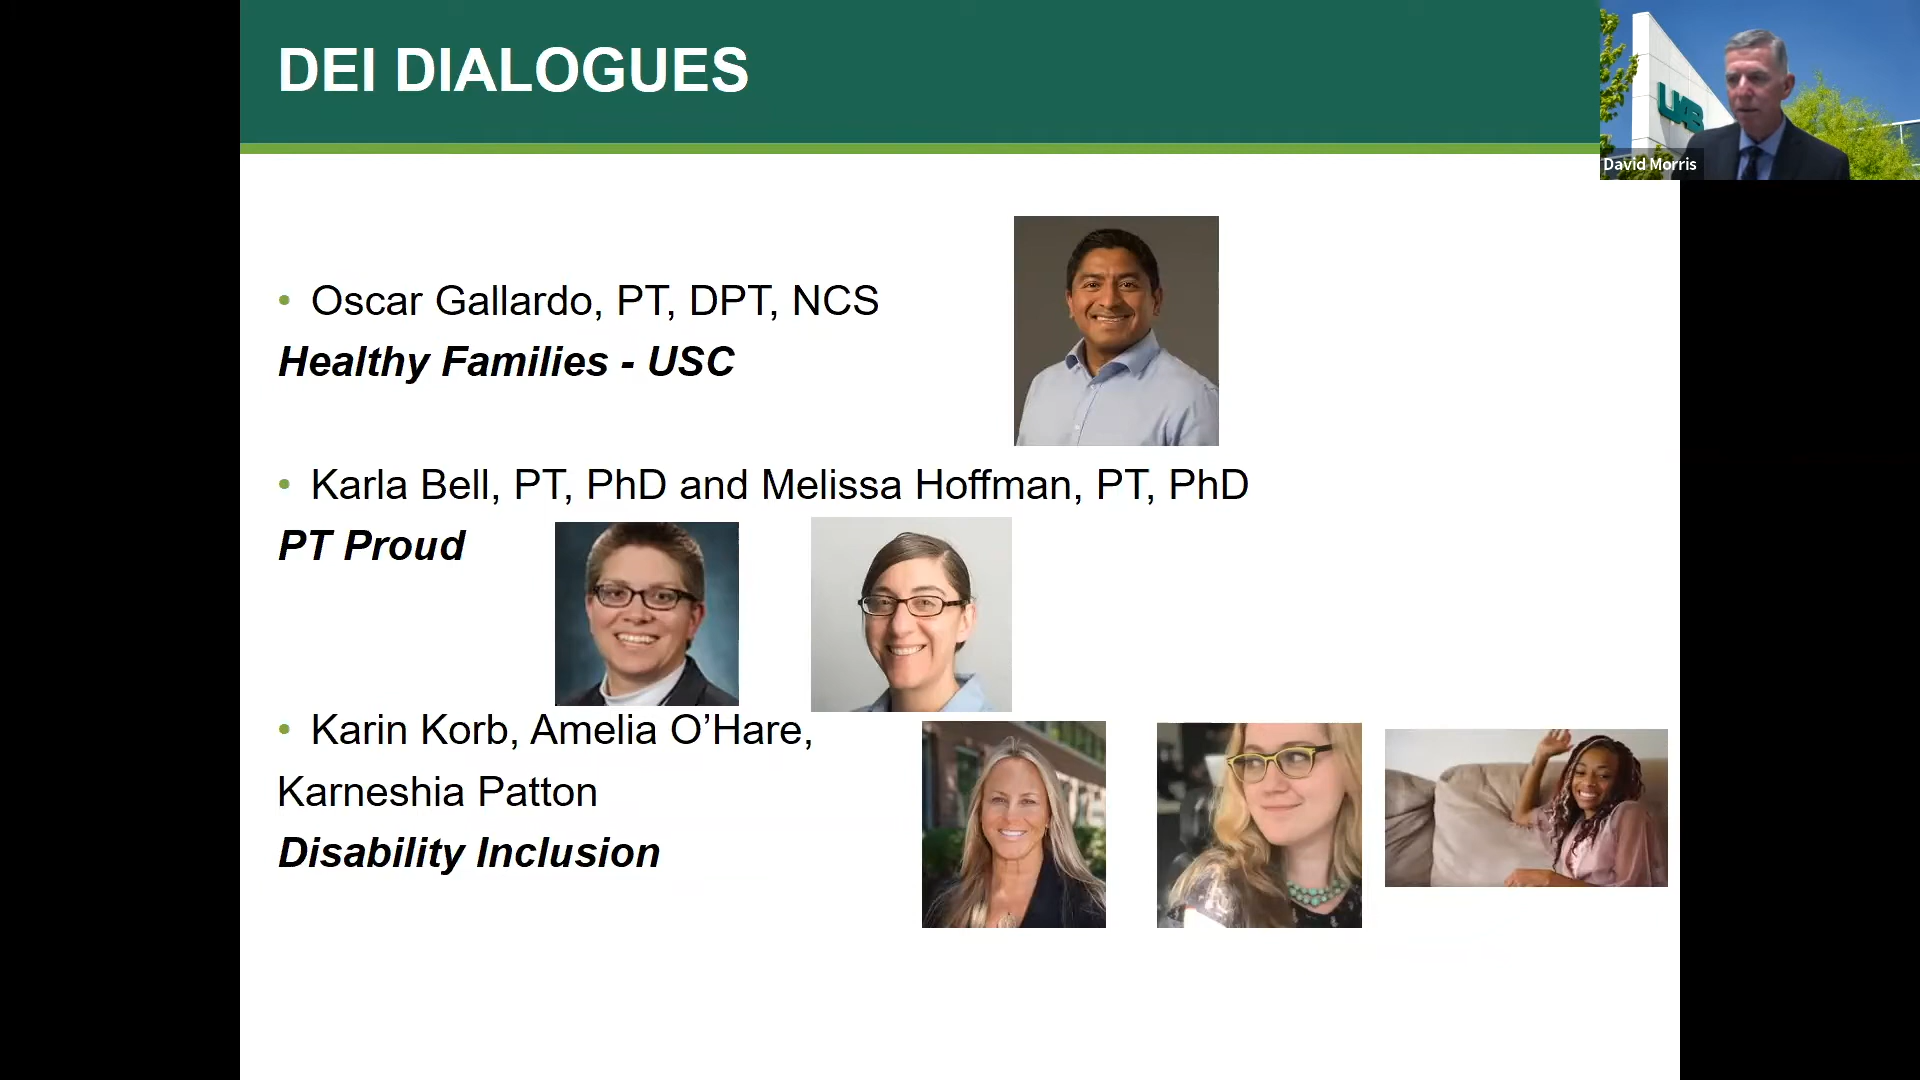 DEI DIALOGUES
UAB
David Morris
• Oscar Gallardo, PT, DPT, NCS
Healthy Families - USC
• Karla Bell, PT, PhD and Melissa Hoffman, PT, PhD
PT Proud
• Karin Korb, Amelia O’Hare,
Karneshia Patton
Disability Inclusion